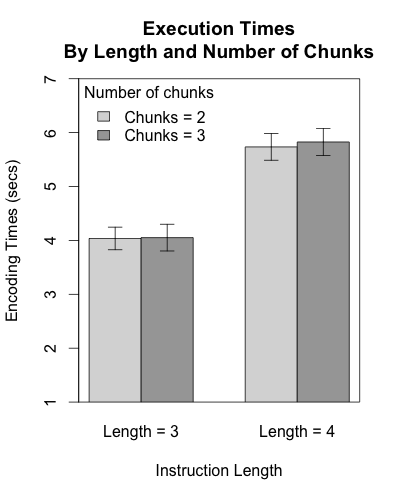 Execution Times
By Length and Number of Chunks
Number of chunks
Chunks = 2
Chunks = 3
Encoding Times (secs)
7
6
5
4
3
2
1
Length = 3
Length = 4
Instruction Length